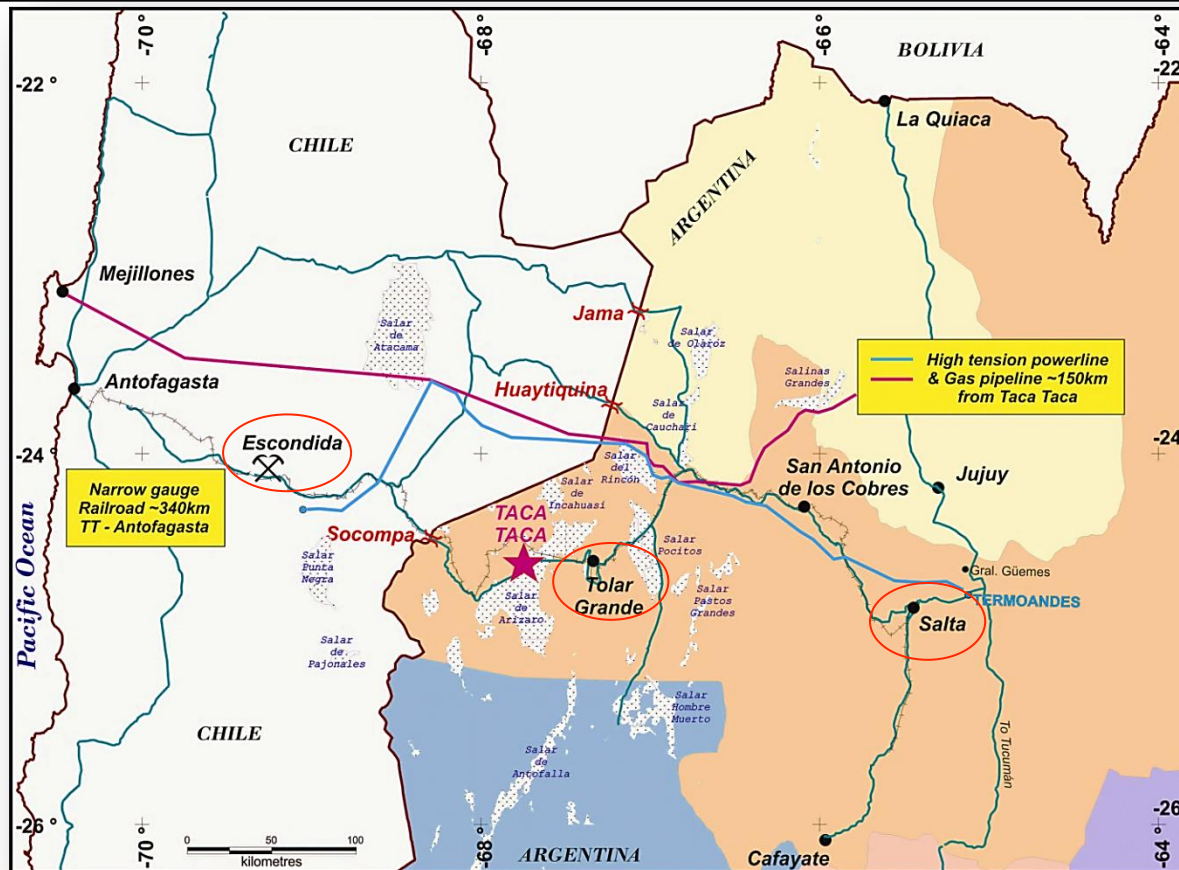 -70
-68
-66
-64
BOLIVIA
-22 °
-22
La Quiaca
CHILE
ARGENTINA
Mejillones
Jama
Salar
de
Atacama
Salar
de Olaroz
High tension powerline
& Gas pipeline ~150km
from Taca Taca
Antofagasta
Huaytiquina
Salinas
Grandes
Salar
de
Cauchari
Escondida
-24 °
-24
Narrow gauge
Railroad ~340km
TT - Antofagasta
Salar
del
Rincón
San Antonio
de los Cobres
Jujuy
Salar
de
Incahuasi
TACA
TACA
Socompa
Salar
Pocitos
Salar
Punta
Negra
Tolar
Grande
Gral. Güemes
TERMOANDES
Salar
Pastos
Grandes
Salar
de
Arizaro
Salta
Pacific Ocean
Salar
de
Pajonales
Salar
Hombre
Muerto
CHILE
Salar
de
Antofalla
To Tucumán
-26 °
-26
-70
0 50 100
kilometres
-68
ARGENTINA
Cafayate
-66
-64 °